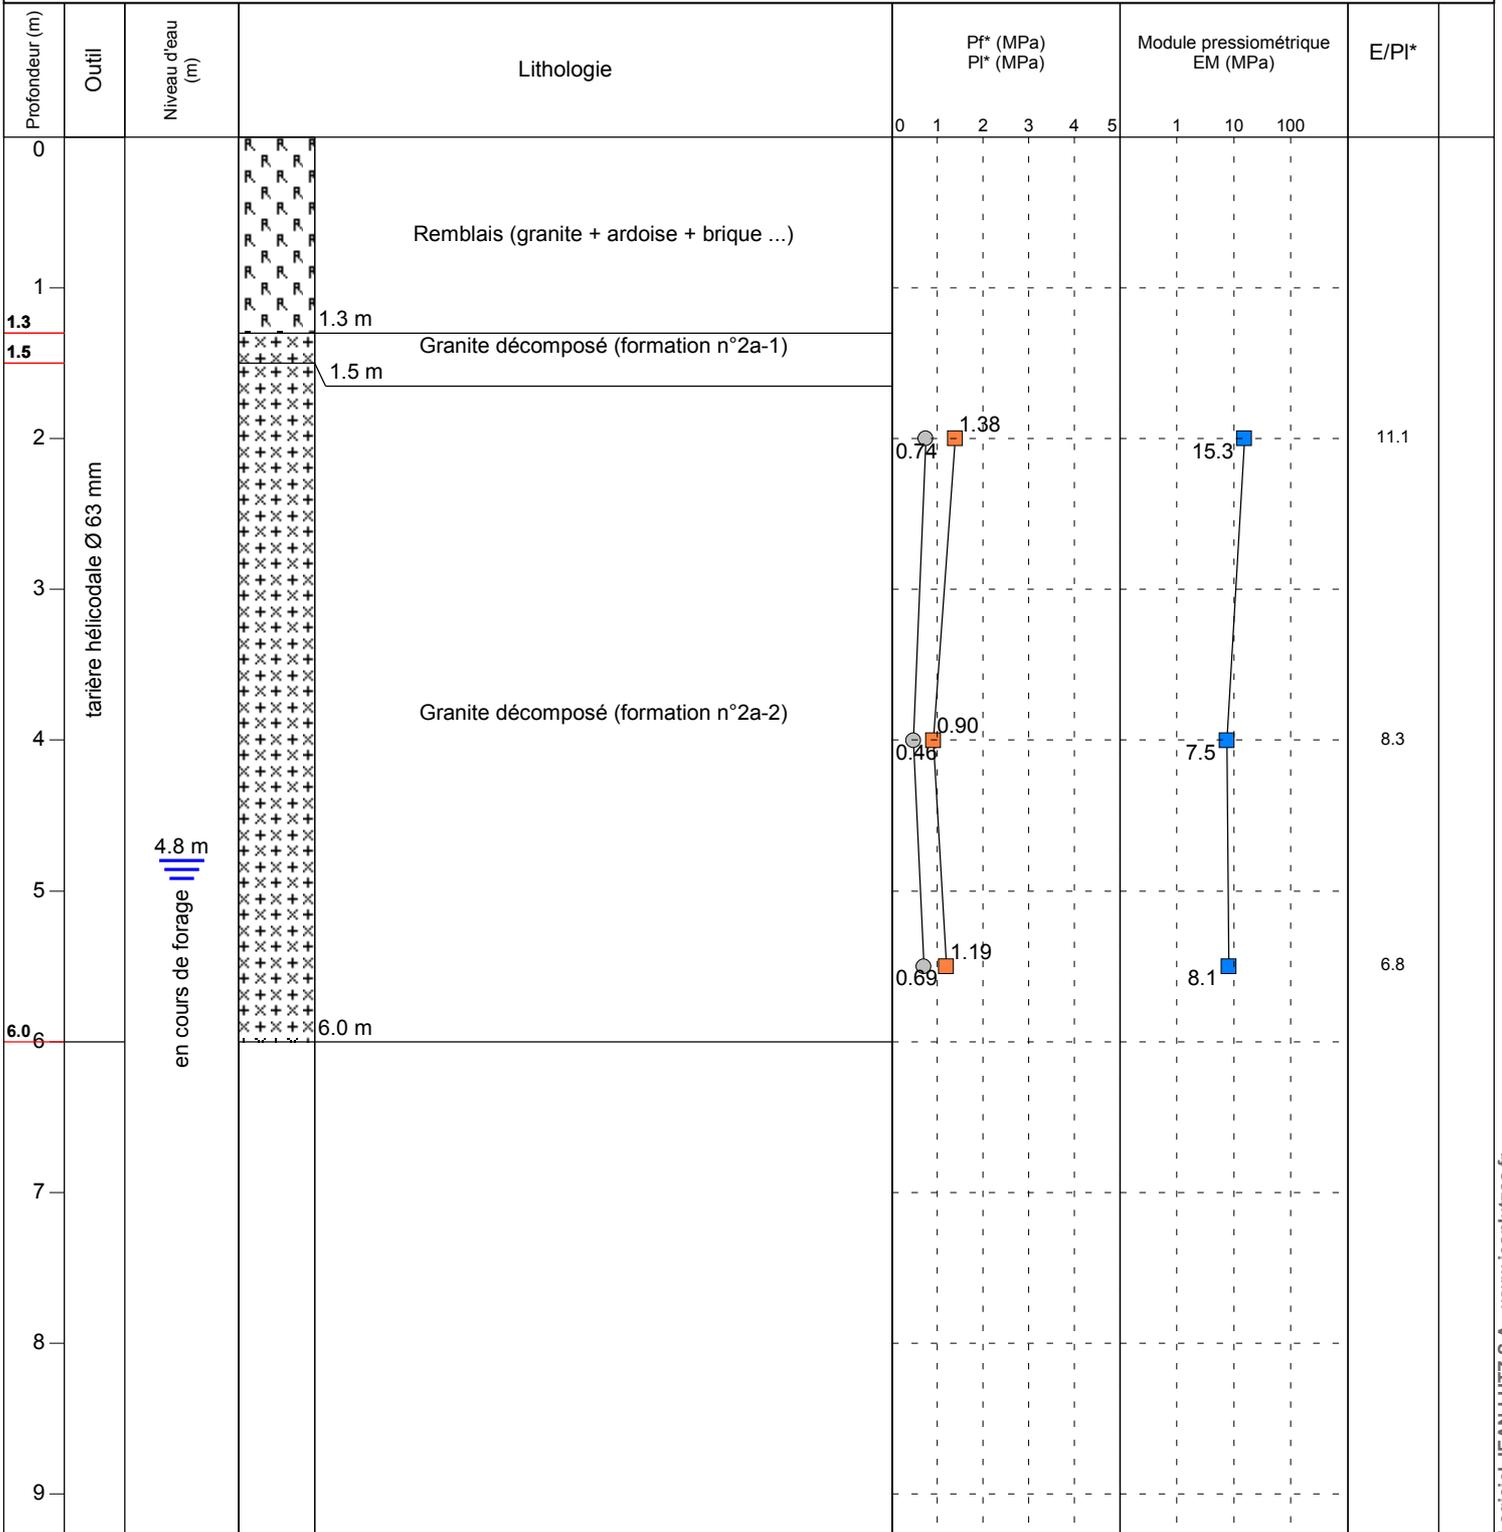 Profondeur (m)
Outil
Niveau d'eau
(m)
Lithologie
Pf* (MPa)
Pl* (MPa)
Module pressiométrique
EM (MPa)
E/Pl*
0 1 2 3 4 5
1 10 100
0
Remblais (granite + ardoise + brique ...)
1
1.3
1.3 m
Granite décomposé (formation n°2a-1)
1.5
1.5 m
2
1.38
0.74
15.3
11.1
tarière hélicodale Ø 63 mm
3
Granite décomposé (formation n°2a-2)
4
0.90
0.46
7.5
8.3
4.8 m
en cours de forage
5
1.19
0.69
8.1
6.8
6.0
6
6.0 m
7
8
9